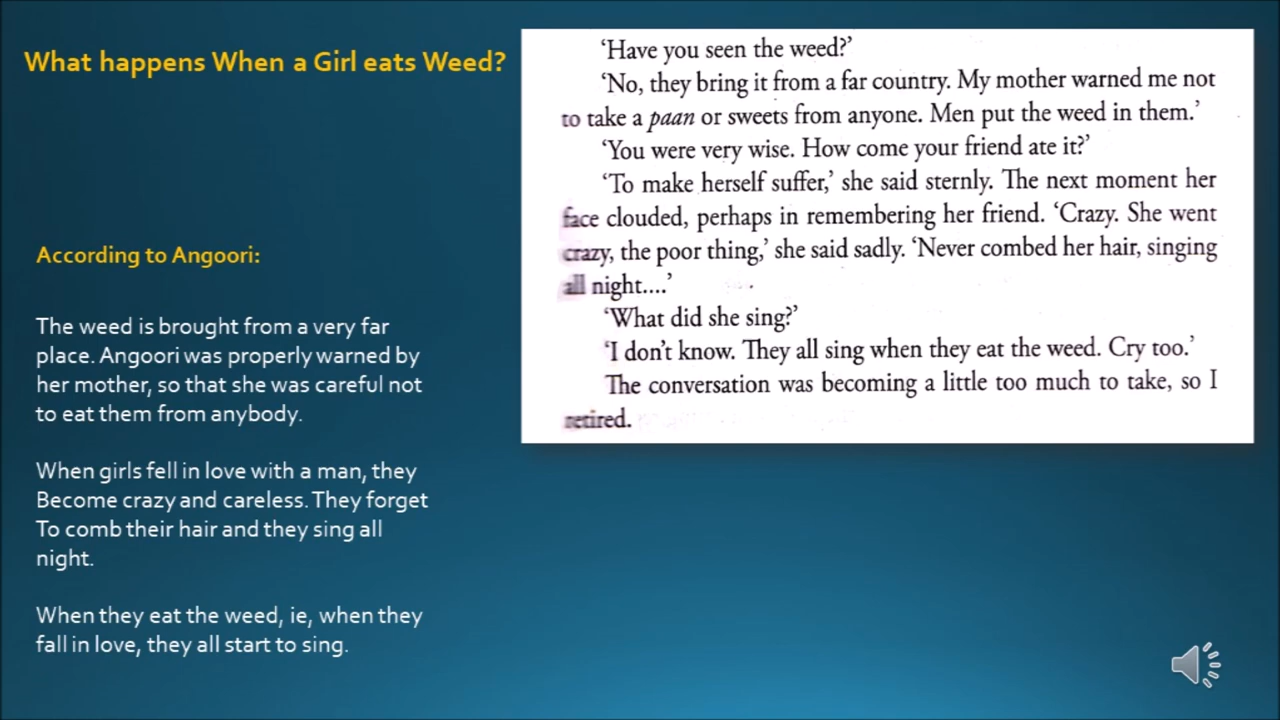 What happens When a Girl eats Weed?
According to Angoori:
The weed is brought from a very far
place. Angoori was properly warned by
her mother, so that she was careful not
to eat them from anybody.
When girls fell in love with a man, they
Become crazy and careless. They forget
To comb their hair and they sing all
night.
When they eat the weed, ie, when they
fall in love, they all start to sing.
‘Have you seen the weed?’
‘No, they bring it from a far country. My mother warned me not
to take a paan or sweets from anyone. Men put the weed in them.’
‘You were very wise. How come your friend ate it?’
‘To make herself suffer,’ she said sternly. The next moment her
face clouded, perhaps in remembering her friend. ‘Crazy. She went
crazy, the poor thing,’ she said sadly. ‘Never combed her hair, singing
all night....’
‘What did she sing?’
‘I don’t know. They all sing when they eat the weed. Cry too.’
The conversation was becoming a little too much to take, so I
retired.